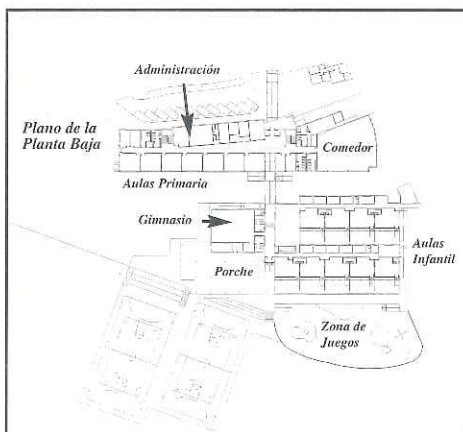 Administración
Plano de la
Planta Baja
Comedor
Aulas Primaria
Gimnasio
Aulas
Infantil
Porche
Zona de
Juegos